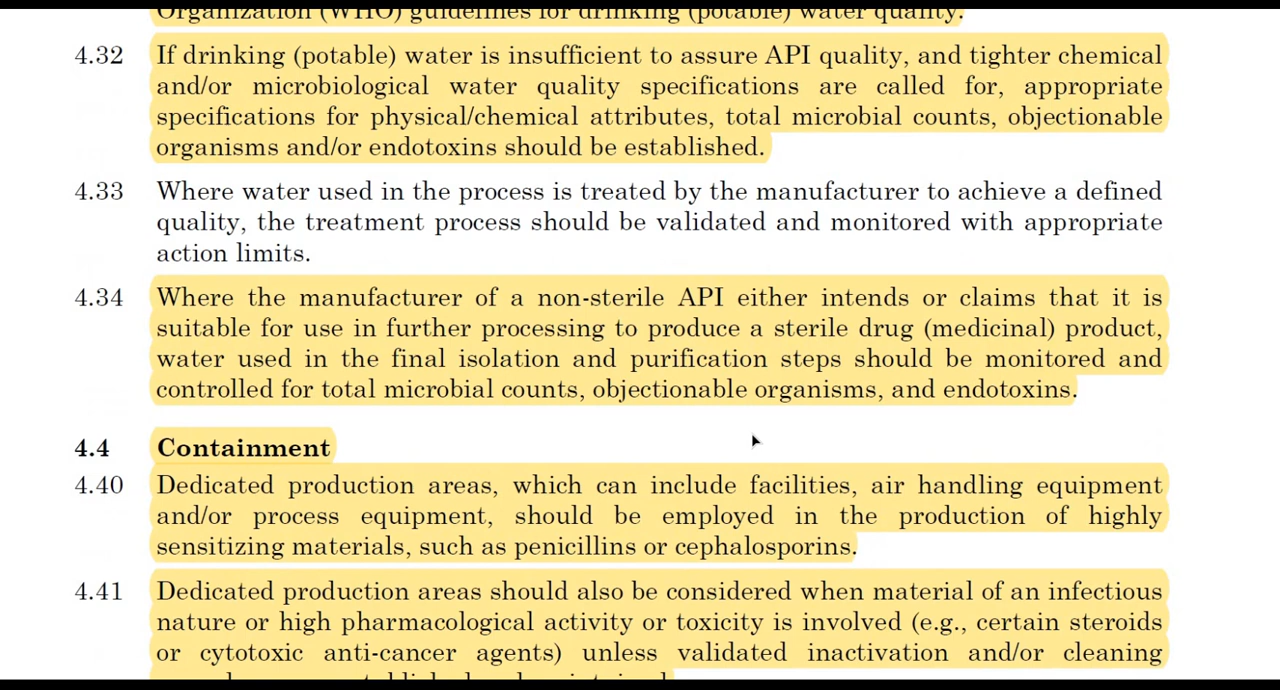 Organization (WHO) guidelines for drinking (potable) water quality.
4.32 If drinking (potable) water is insufficient to assure API quality, and tighter chemical
and/or microbiological water quality specifications are called for, appropriate
specifications for physical/chemical attributes, total microbial counts, objectionable
organisms and/or endotoxins should be established.
4.33 Where water used in the process is treated by the manufacturer to achieve a defined
quality, the treatment process should be validated and monitored with appropriate
action limits.
4.34 Where the manufacturer of a non-sterile API either intends or claims that it is
suitable for use in further processing to produce a sterile drug (medicinal) product,
water used in the final isolation and purification steps should be monitored and
controlled for total microbial counts, objectionable organisms, and endotoxins.
4.4 Containment
4.40 Dedicated production areas, which can include facilities, air handling equipment
and/or process equipment, should be employed in the production of highly
sensitizing materials, such as penicillins or cephalosporins.
4.41 Dedicated production areas should also be considered when material of an infectious
nature or high pharmacological activity or toxicity is involved (e.g., certain steroids
or cytotoxic anti-cancer agents) unless validated inactivation and/or cleaning